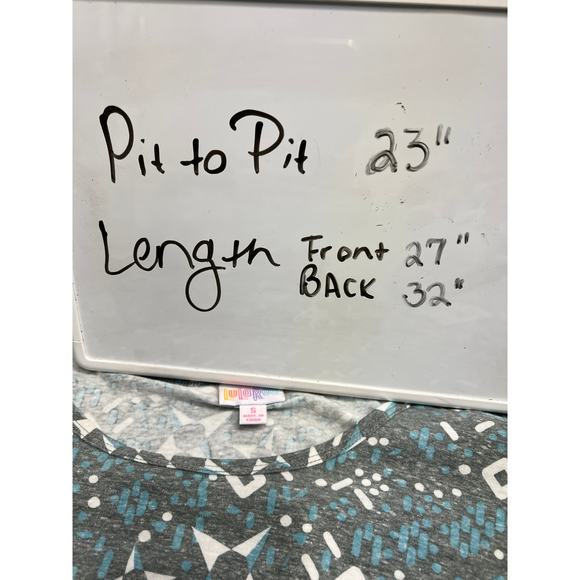 Pit to Pit 23"
Length Front 27"
BACK 32"
S